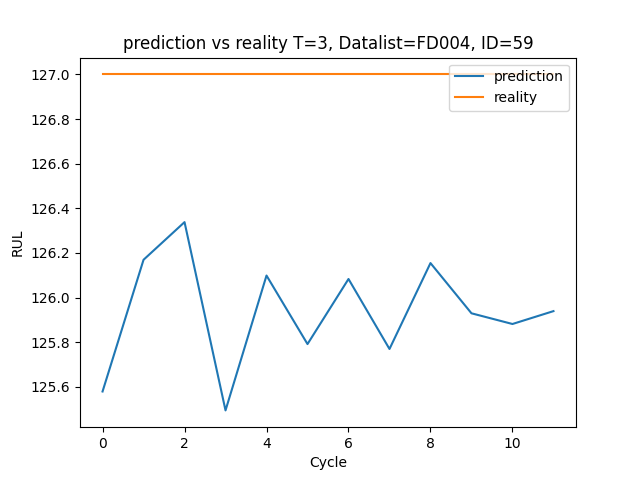 prediction vs reality T=3, Datalist=FD004, ID=59
127.0
126.8
126.6
126.4
126.2
126.0
125.8
125.6
RUL
prediction
reality
0 2 4 6 8 10
Cycle